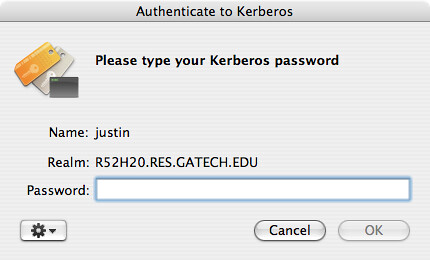 Authenticate to Kerberos
Please type your Kerberos password
Name: justin
Realm: R52H20.RES.GATECH.EDU
Password:
Cancel OK